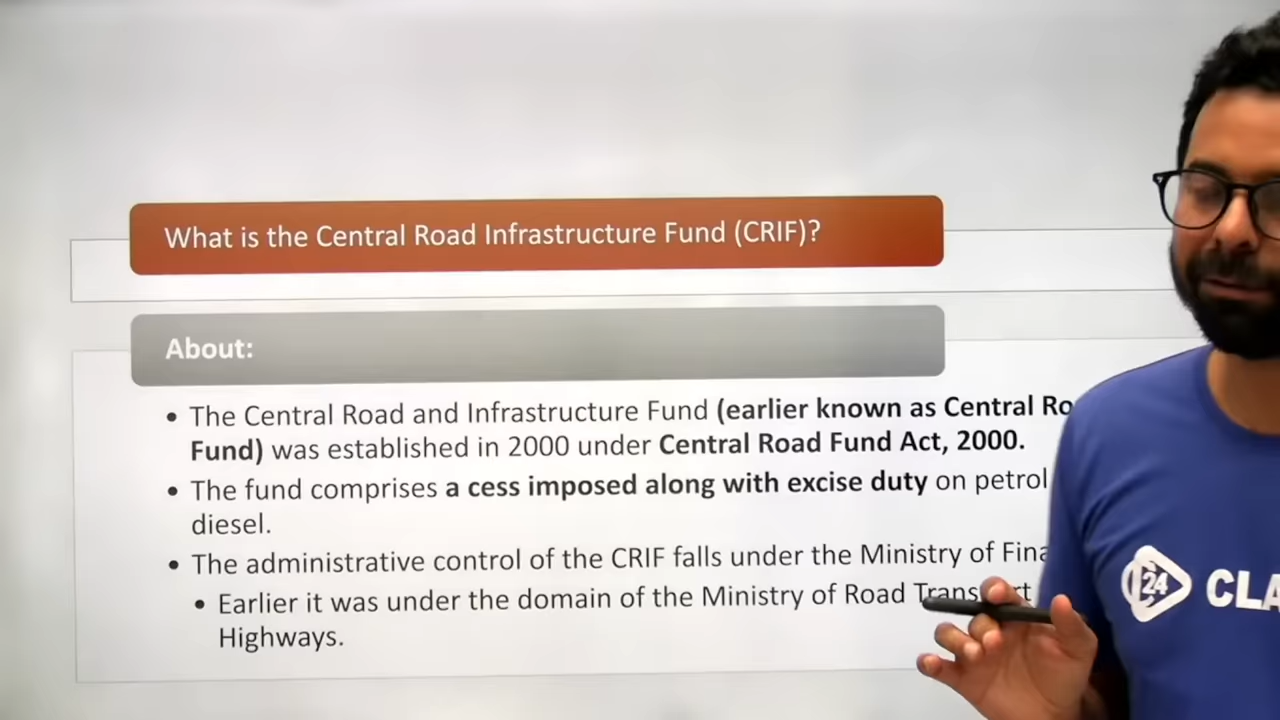 What is the Central Road Infrastructure Fund (CRIF)?
About:
• The Central Road and Infrastructure Fund (earlier known as Central
Fund) was established in 2000 under Central Road Fund Act, 2000.
• The fund comprises a cess imposed along with excise duty on petrol
diesel.
• The administrative control of the CRIF falls under the Ministry of
• Earlier it was under the domain of the Ministry of Road Transport
Highways.
24